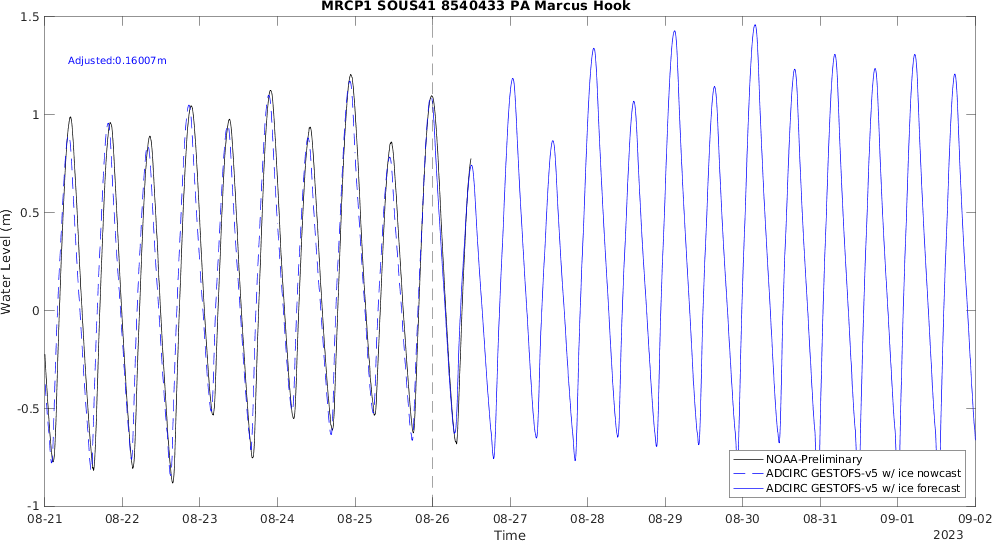 MRCP1 SOUS41 8540433 PA Marcus Hook
Adjusted:0.16007m
Water Level (m)
1.5
1
0.5
0
-0.5
-1
NOAA-Preliminary
ADCIRC GESTOFS-v5 w/ ice nowcast
ADCIRC GESTOFS-v5 w/ ice forecast
08-21 08-22 08-23 08-24 08-25 08-26 08-27 08-28 08-29 08-30 08-31 09-01 09-02
Time
2023